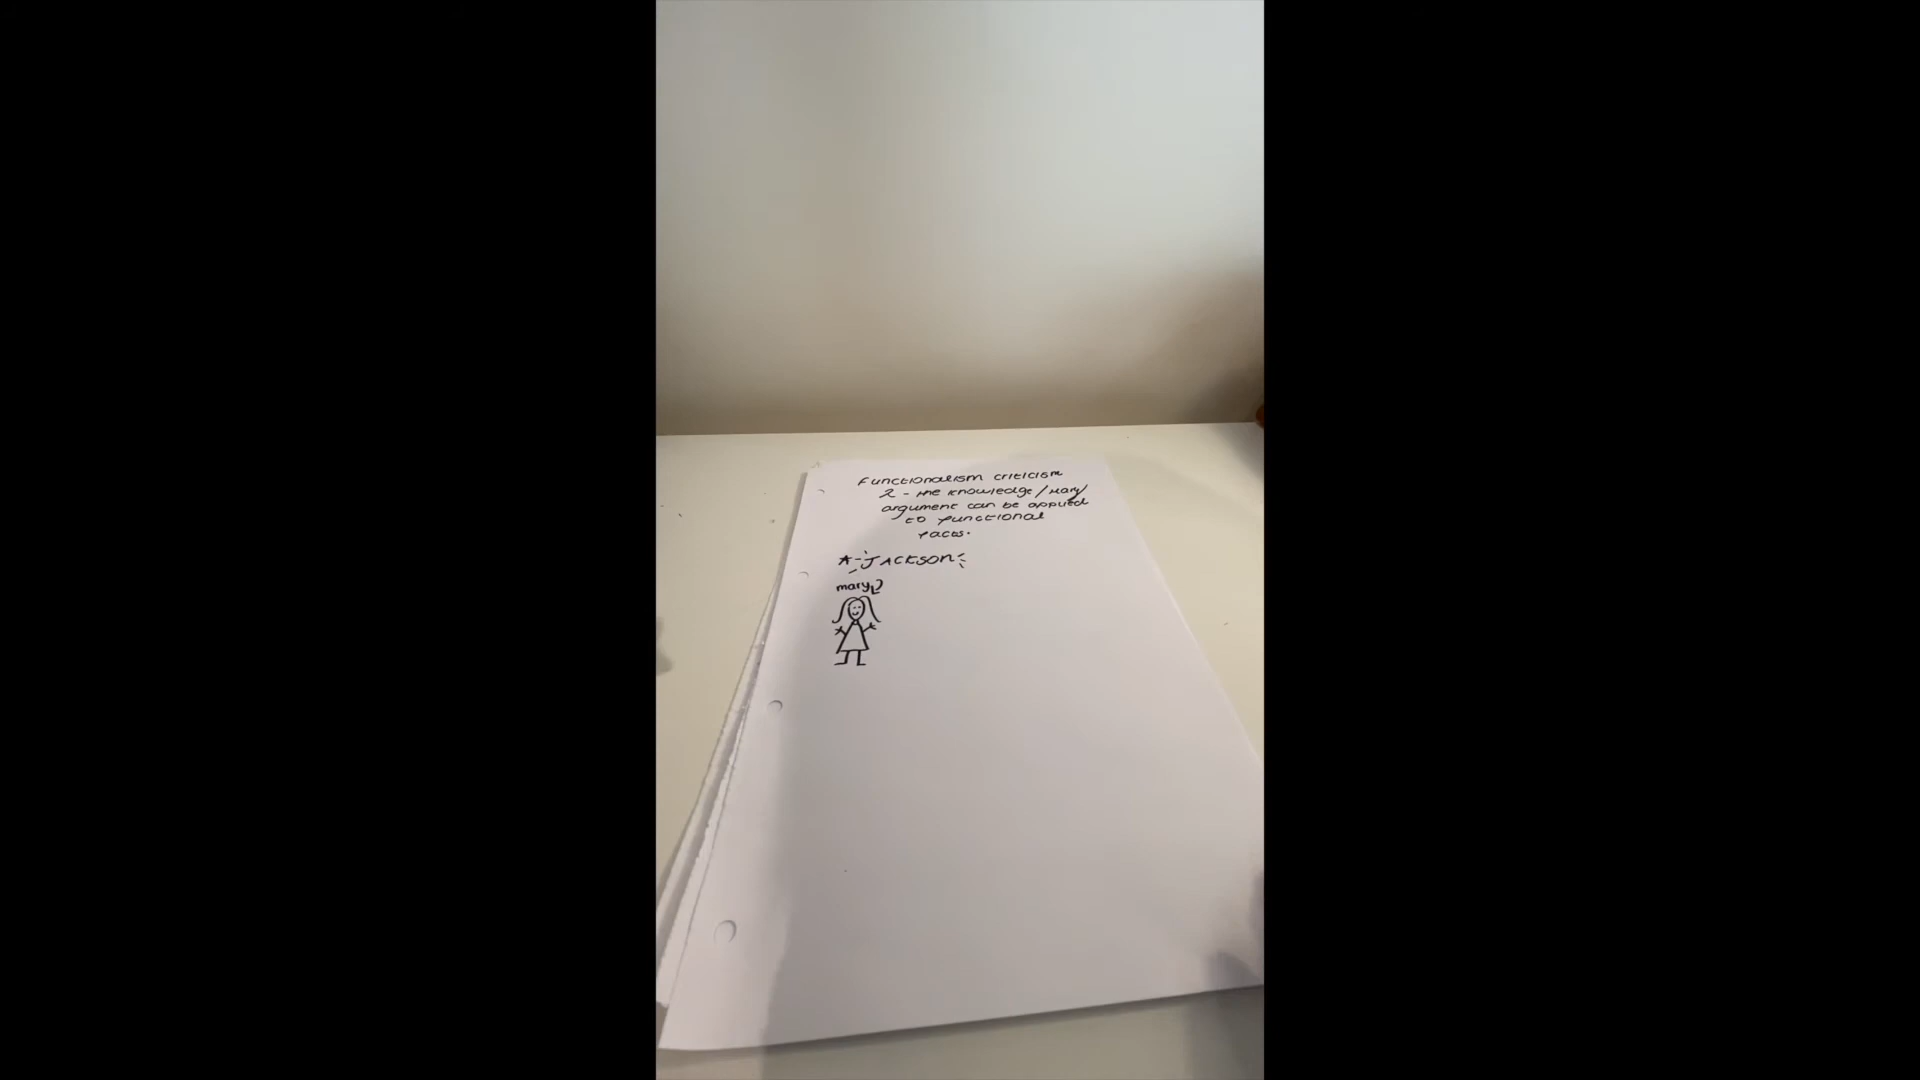 Functionalism criticism
2 - the knowledge/Mary
argument can be applied
to functional
facts.
* JACKSON
mary